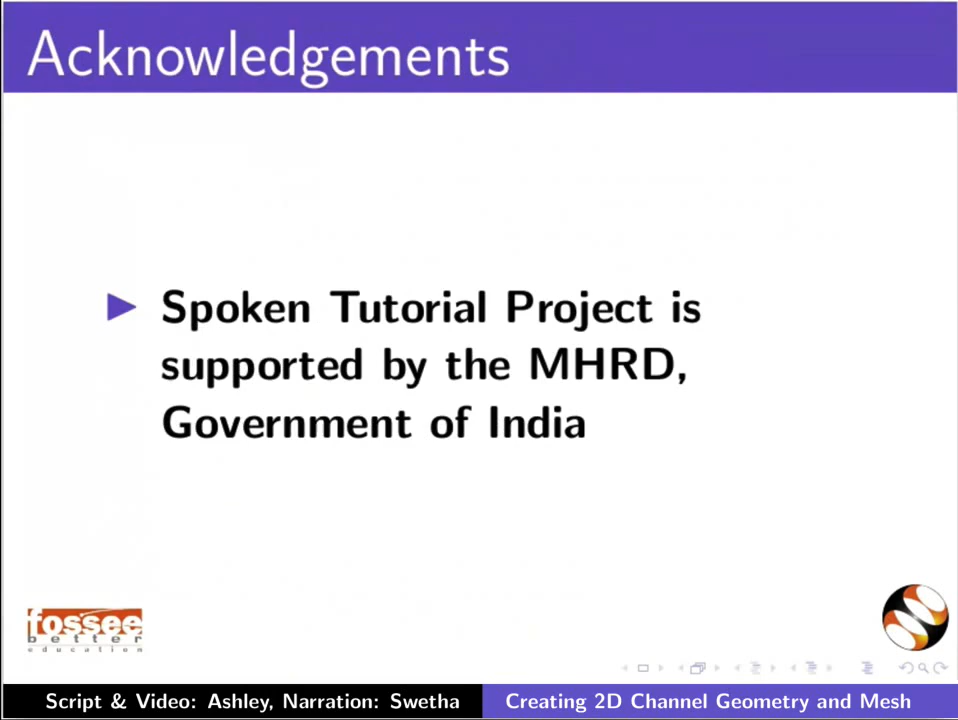 Acknowledgements
Spoken Tutorial Project is
supported by the MHRD,
Government of India
fossee
better
education
Script & Video: Ashley, Narration: Swetha
Creating 2D Channel Geometry and Mesh